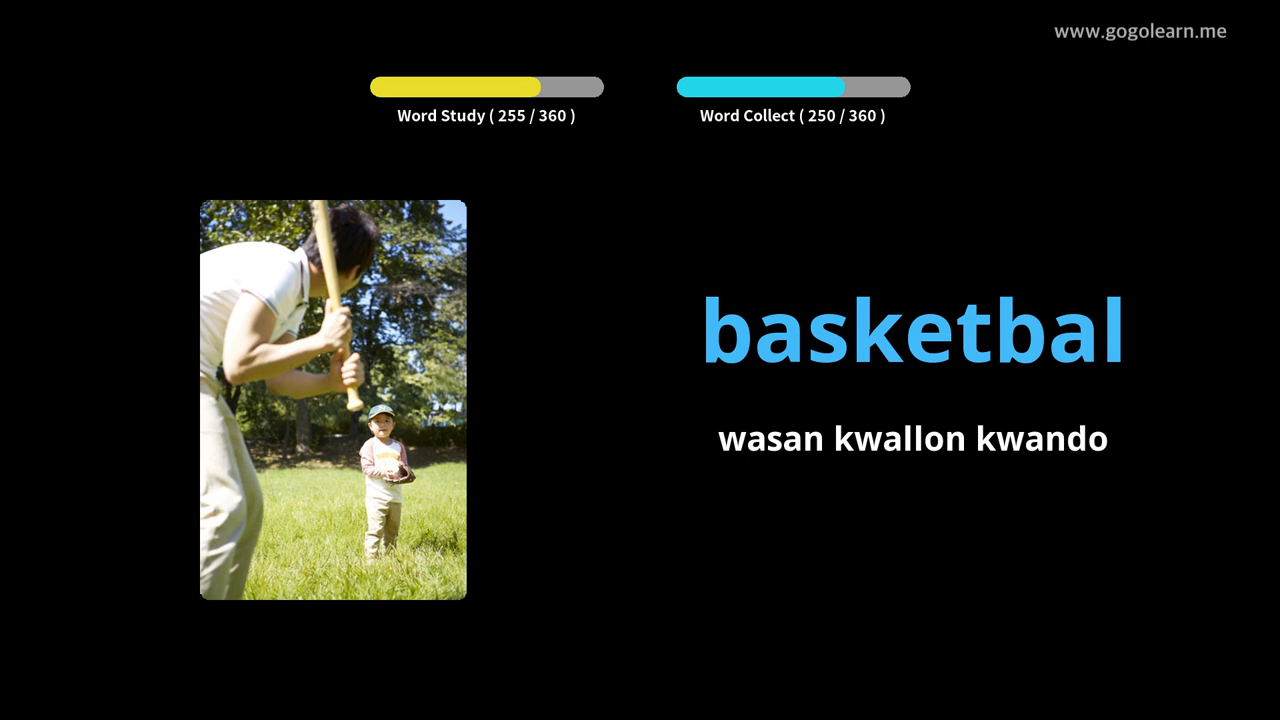 www.gogolearn.me
Word Study ( 255 / 360 )
Word Collect ( 250 / 360 )
basketbal
wasan kwallon kwando